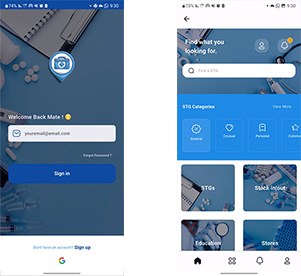 74%
9:30
Welcome Back Mate !
youremail@email.com
Forgot Password ?
Sign in
Dont have an account? Sign up
74%
9:30
Find what you
looking for.
Find a STG...
STG Categories
View More
General
Crused
Personal
STGs
Stock in/out
Education
Stores